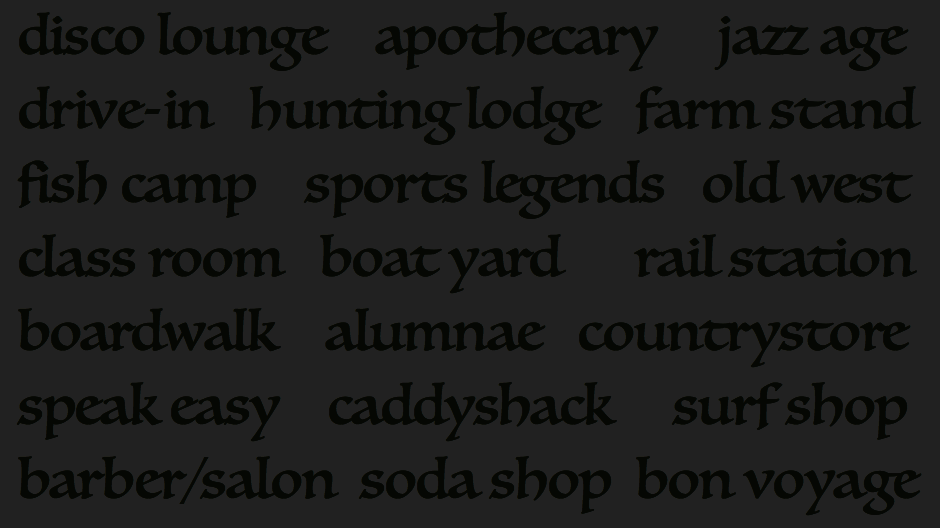 disco lounge apothecary jazz age
drive-in hunting lodge farm stand
fish camp sports legends old west
class room boat yard rail station
boardwalk alumnae countrystore
speak easy caddyshack surf shop
barber/salon soda shop bon voyage